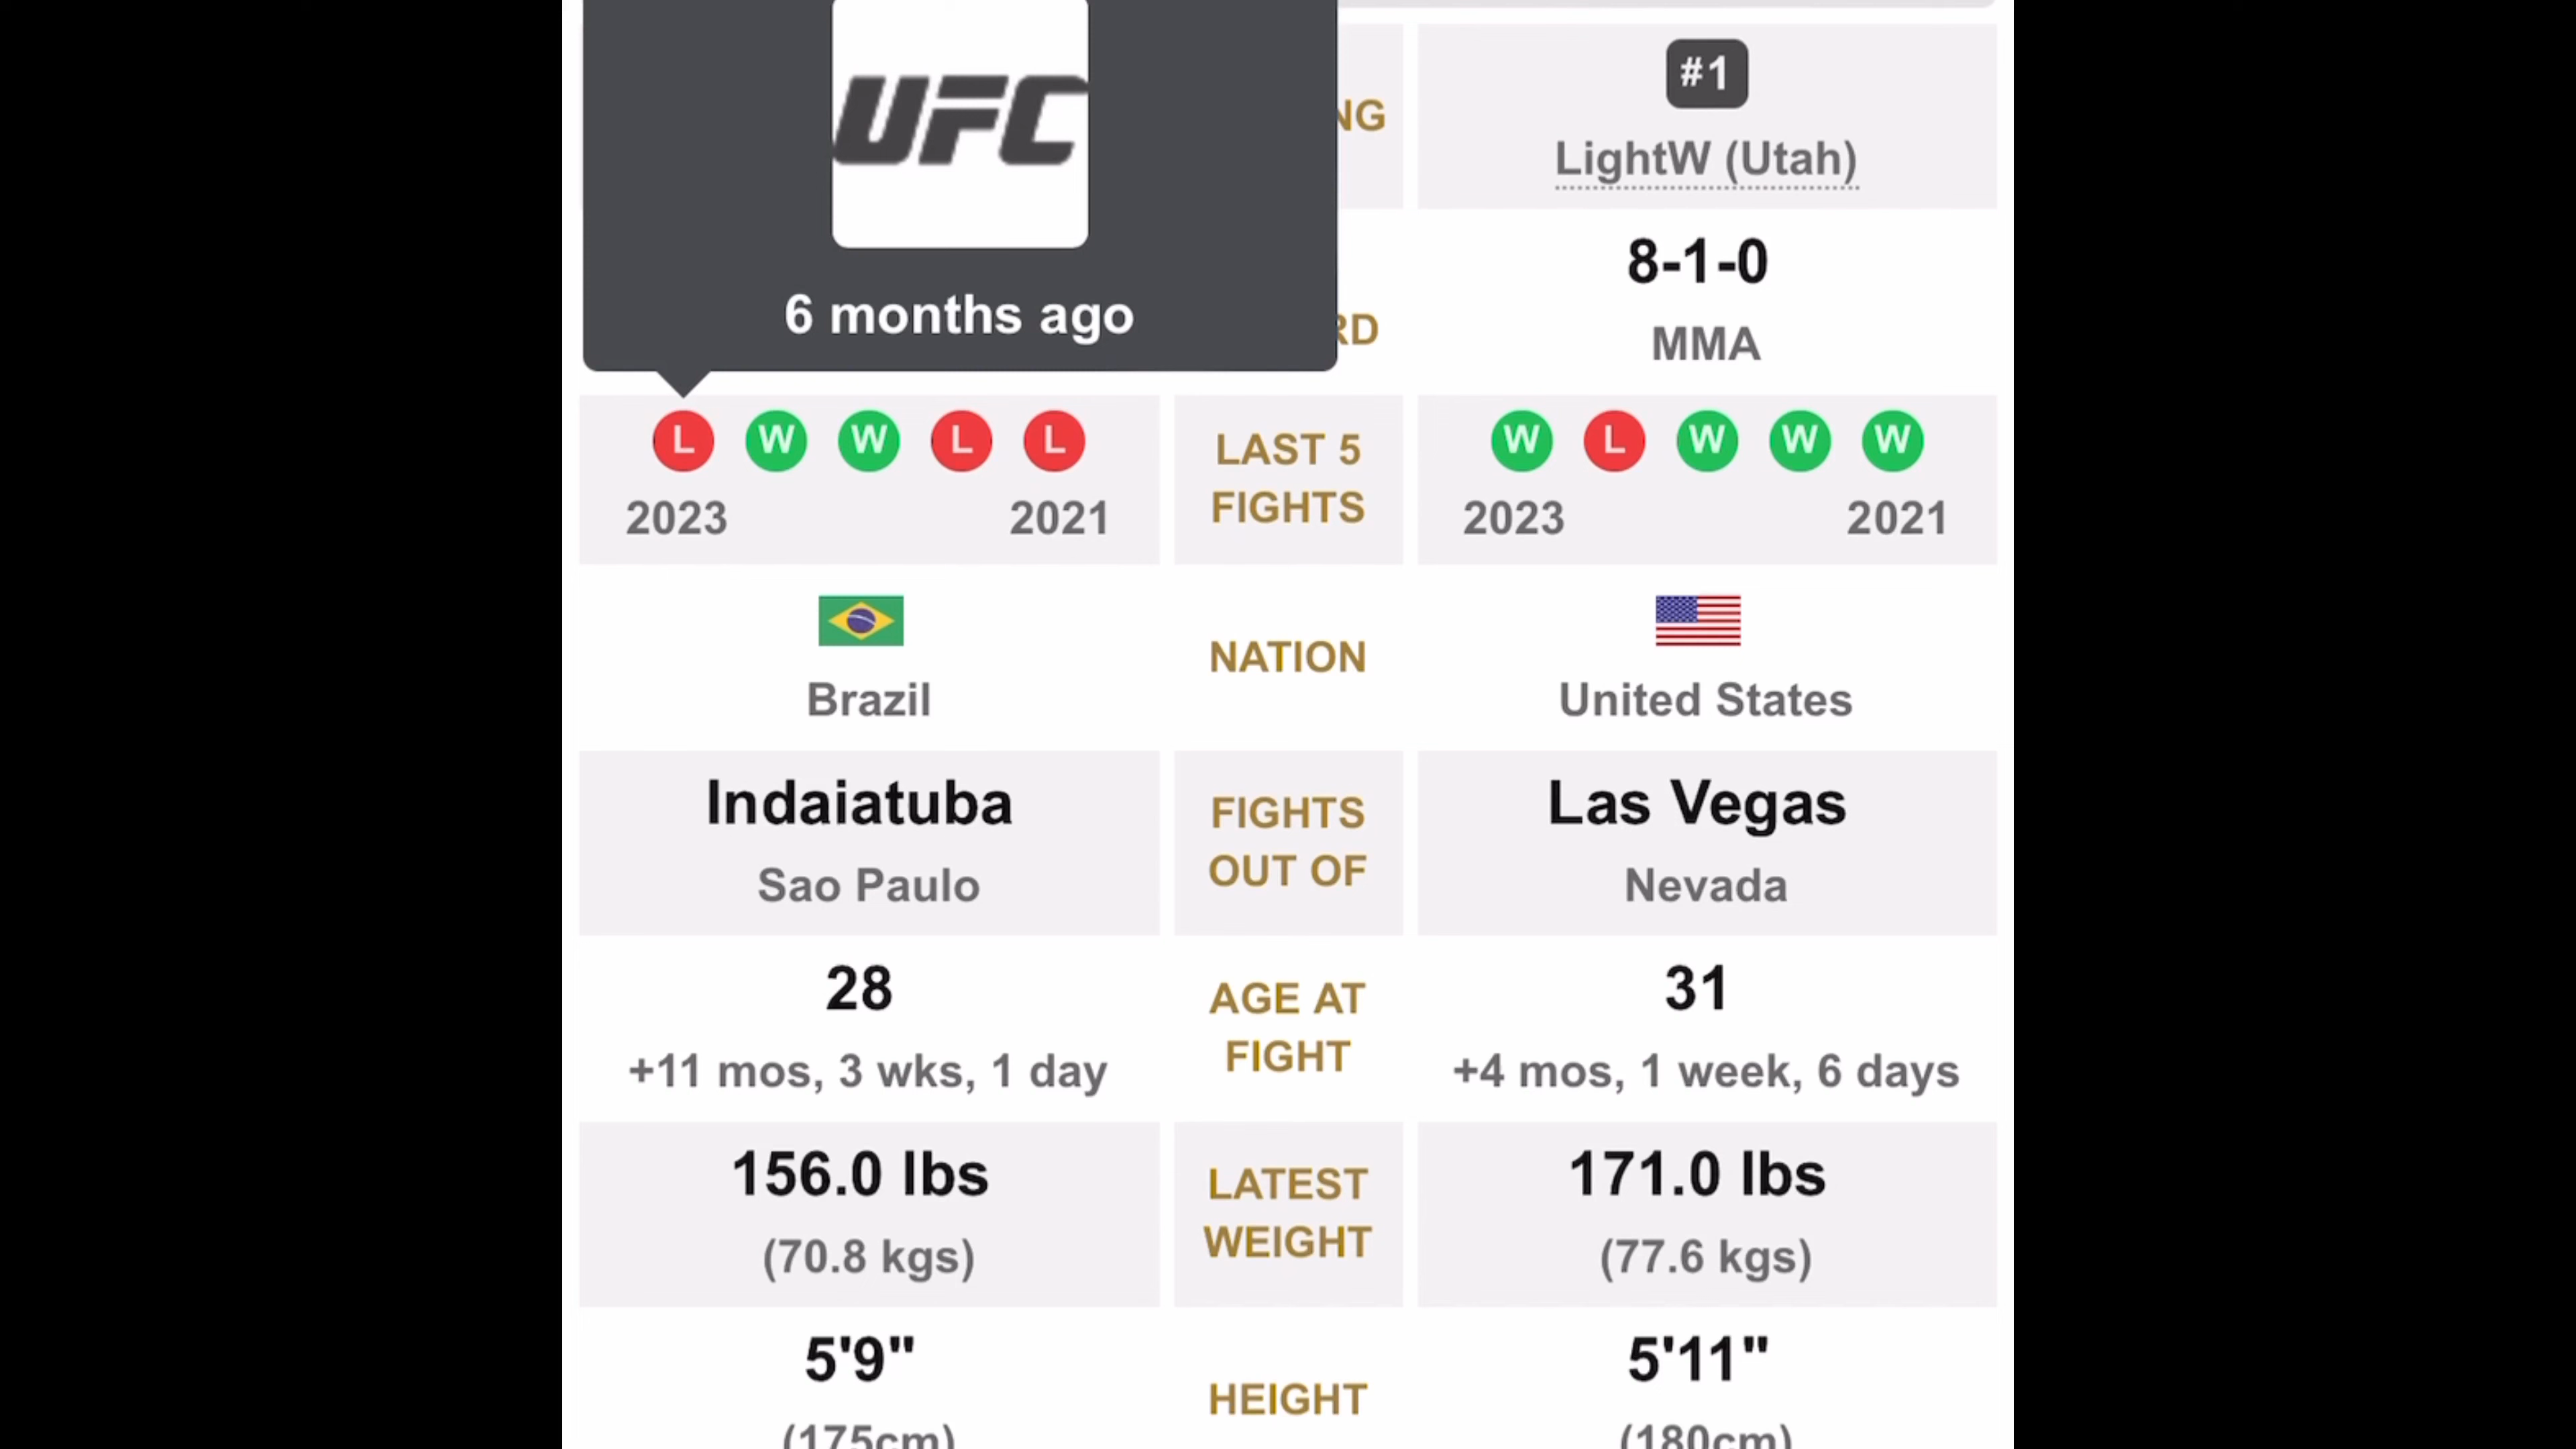 UFC
6 months ago
NG
#1
LightW (Utah)
RD
8-1-0
MMA
L W W L L
2023 2021
LAST 5
FIGHTS
W L W W W
2023 2021
Brazil
NATION
United States
Indaiatuba
Sao Paulo
FIGHTS
OUT OF
Las Vegas
Nevada
28
+11 mos, 3 wks, 1 day
AGE AT
FIGHT
31
+4 mos, 1 week, 6 days
156.0 lbs
(70.8 kgs)
LATEST
WEIGHT
171.0 lbs
(77.6 kgs)
5'9"
(175cm)
HEIGHT
5'11"
(180cm)